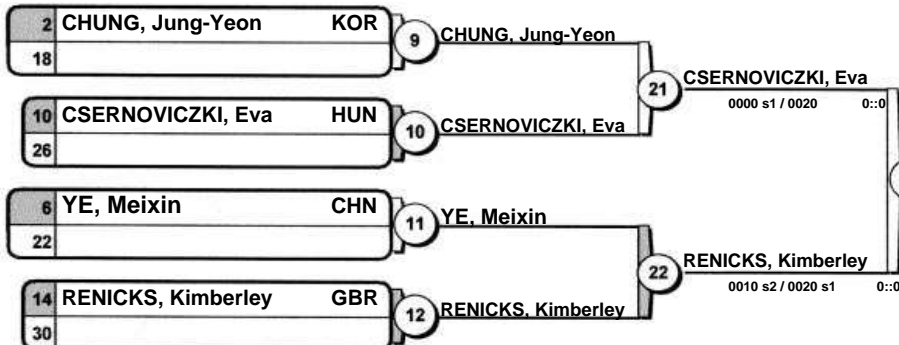 2 CHUNG, Jung-Yeon KOR
18
9 CHUNG, Jung-Yeon
10 CSERNOVICZKI, Eva HUN
26
10 CSERNOVICZKI, Eva
21 CSERNOVICZKI, Eva
0000 s1 / 0020 0::0
6 YE, Meixin CHN
22
11 YE, Meixin
14 RENICKS, Kimberley GBR
30
12 RENICKS, Kimberley
22 RENICKS, Kimberley
0010 s2 / 0020 s1 0::0